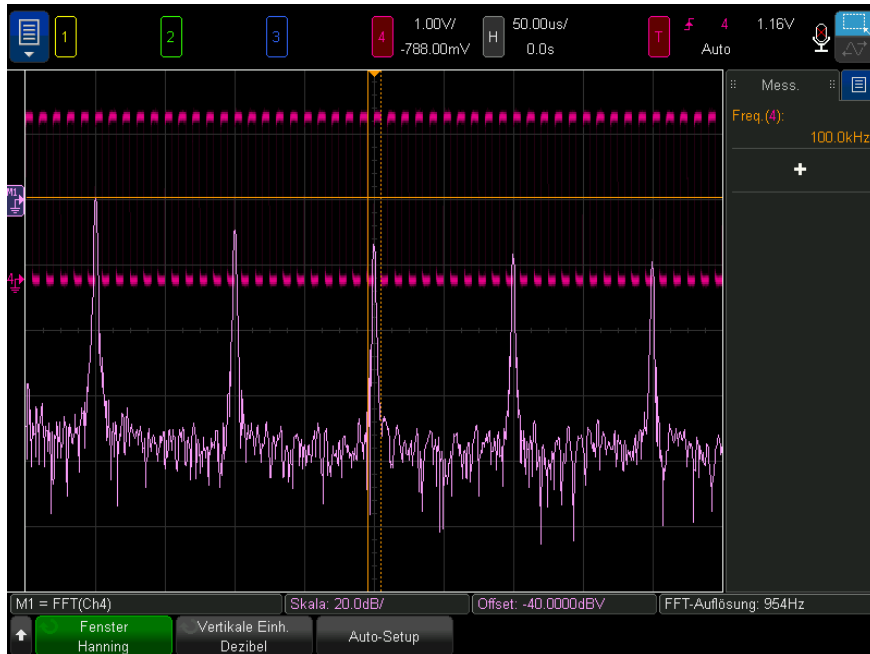 1 2 3 4 1.00V/ H 50.00us/ T 4 1.16V
-788.00mV 0.0s Auto
Mess.
Freq.(4):
100.0kHz
+
M1
4
M1 = FFT(Ch4) Skala: 20.0dB/ Offset: -40.0000dBV FFT-Auflösung: 954Hz
Fenster Vertikale Einh. Auto-Setup
Hanning Dezibel